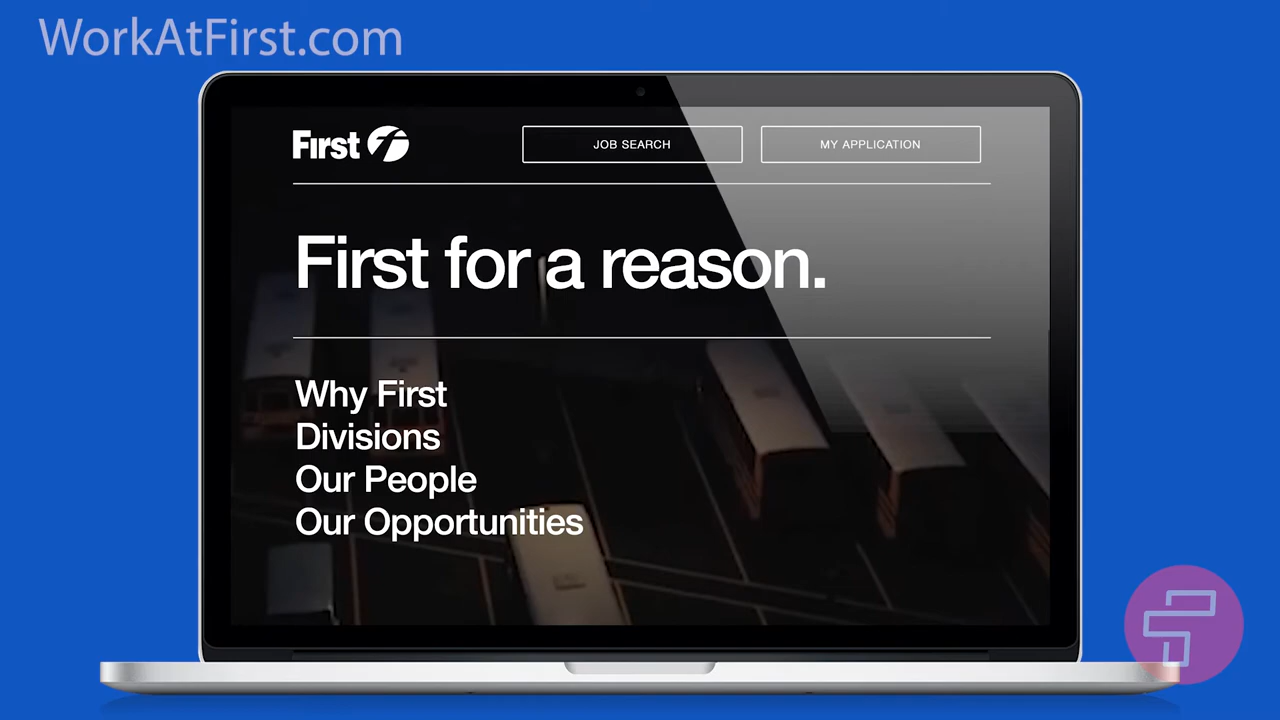 WorkAtFirst.com
First
JOB SEARCH
MY APPLICATION
First for a reason.
Why First
Divisions
Our People
Our Opportunities